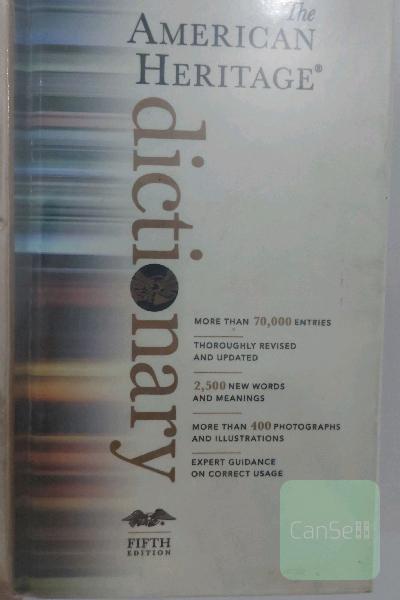 The
AMERICAN
HERITAGE®
dictionary
MORE THAN 70,000 ENTRIES
THOROUGHLY REVISED
AND UPDATED
2,500 NEW WORDS
AND MEANINGS
MORE THAN 400 PHOTOGRAPHS
AND ILLUSTRATIONS
EXPERT GUIDANCE
ON CORRECT USAGE
FIFTH
EDITION
CanSell